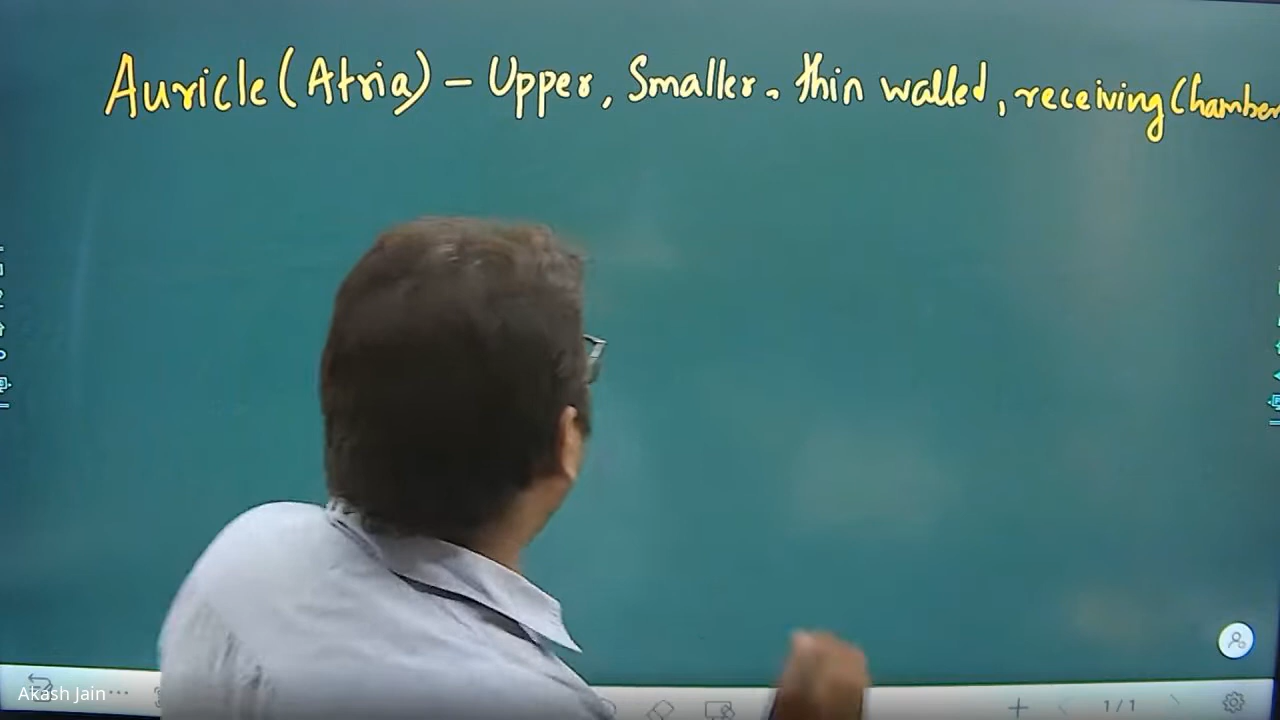 Auricle (Atria) – Upper, Smaller, thin walled, receiving Chamber
1/1
Akash Jain